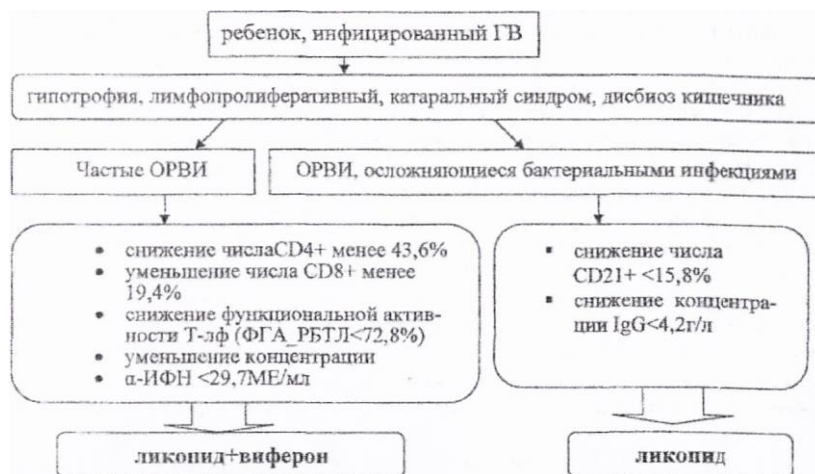 ребенок, инфицированный ГВ
гипотрофия, лимфопролиферативный, катаральный синдром, дисбиоз кишечника
Частые ОРВИ
ОРВИ, осложняющиеся бактериальными инфекциями
• снижение числаCD4+ менее 43,6%
• уменьшение числа CD8+ менее
19,4%
• снижение функциональной актив-
ности Т-лф (ФГА_РБТЛ<72,8%)
• уменьшение концентрации
• α-ИФН <29,7МЕ/мл
▪ снижение числа
CD21+ <15,8%
▪ снижение концентра-
ции IgG<4,2г/л
ликопид+виферон
ликопид